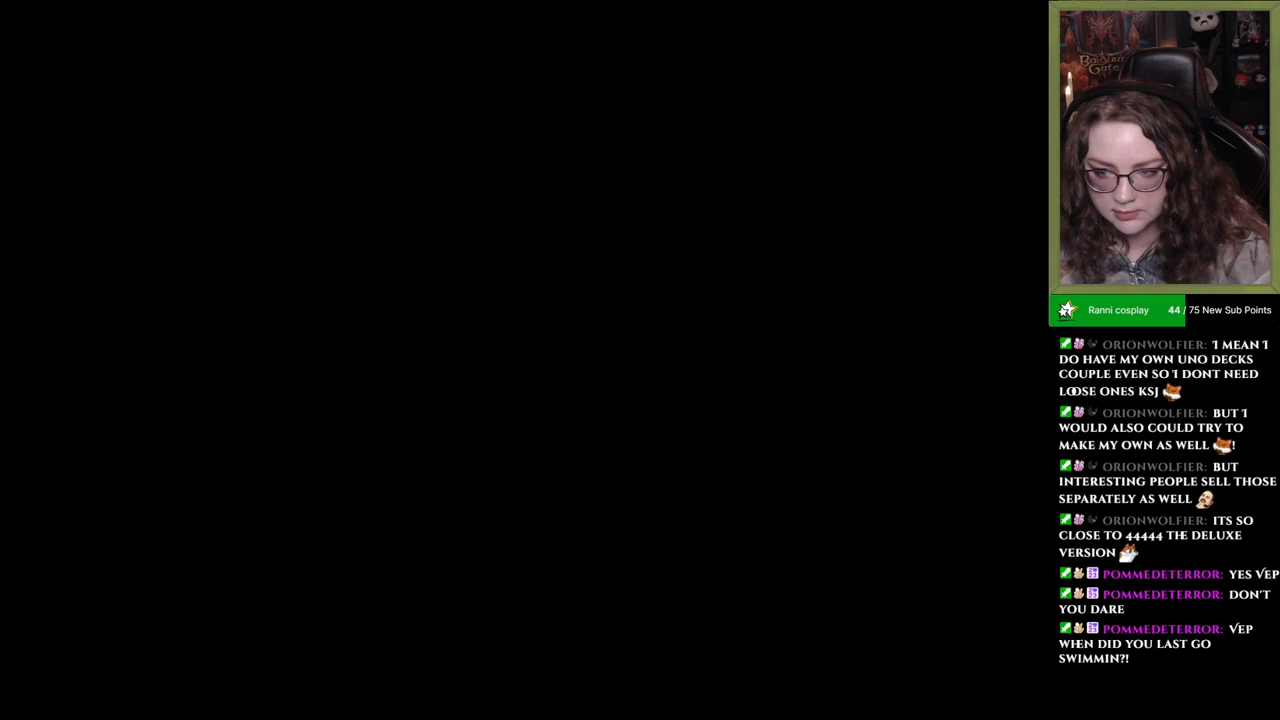 Baldur's
Gate
Ranni cosplay 44 / 75 New Sub Points
ORIONWOLFIER: I MEAN I
DO HAVE MY OWN UNO DECKS
COUPLE EVEN SO I DONT NEED
LOOSE ONES KSJ
ORIONWOLFIER: BUT I
WOULD ALSO COULD TRY TO
MAKE MY OWN AS WELL !
ORIONWOLFIER: BUT
INTERESTING PEOPLE SELL THOSE
SEPARATELY AS WELL
ORIONWOLFIER: ITS SO
CLOSE TO 44444 THE DELUXE
VERSION
POMMEDETERROR: YES VEP
POMMEDETERROR: DON'T
YOU DARE
POMMEDETERROR: VEP
WHEN DID YOU LAST GO
SWIMMIN?!